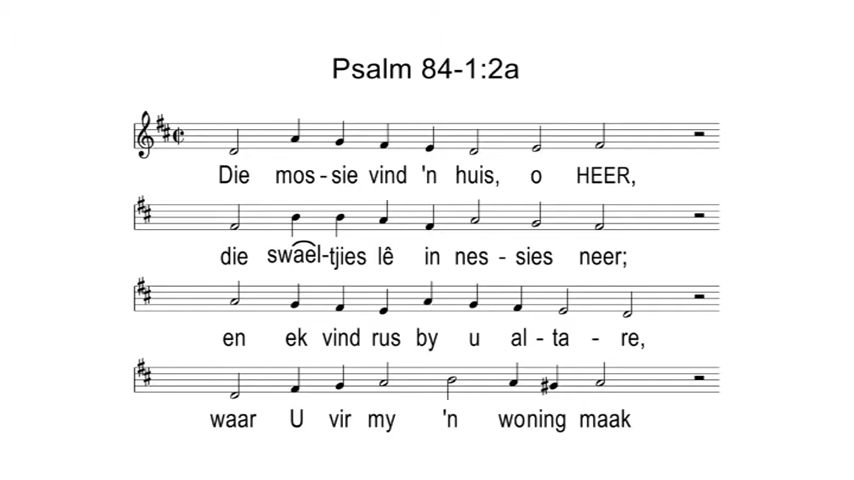 Psalm 84-1:2a
Die mos-sie vind 'n huis, o HEER,
die swael-tjies lê in nes - sies neer;
en ek vind rus by u al - ta - re,
waar U vir my 'n woning maak